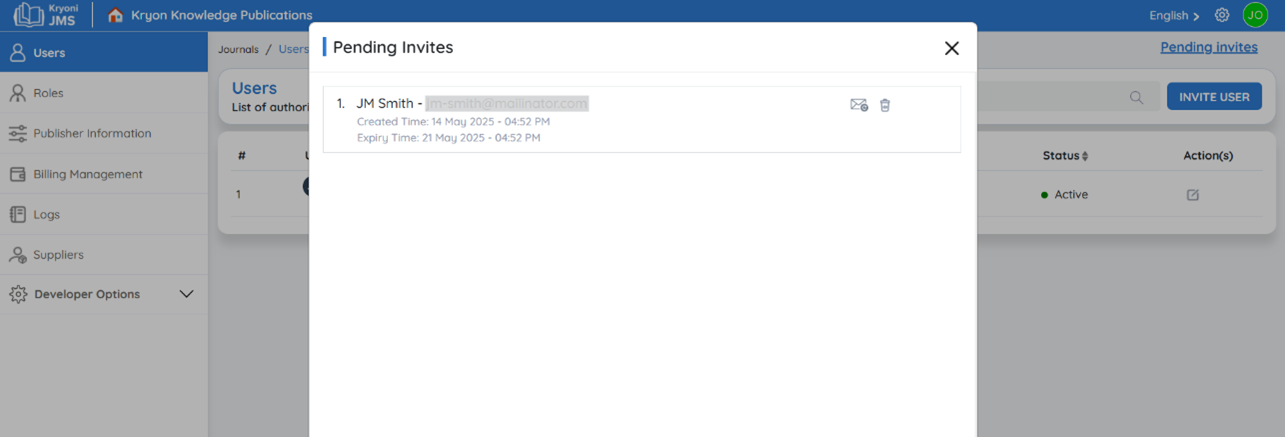 Kryoni
JMS
Kryon Knowledge Publications
English >
JO
Users
Roles
Publisher Information
Billing Management
Logs
Suppliers
Developer Options
Journals / Users
Pending invites
Users
List of authori
INVITE USER
#
Status
Action(s)
1
Active
Pending Invites
1. JM Smith - jm-smith@mailinator.com
Created Time: 14 May 2025 - 04:52 PM
Expiry Time: 21 May 2025 - 04:52 PM